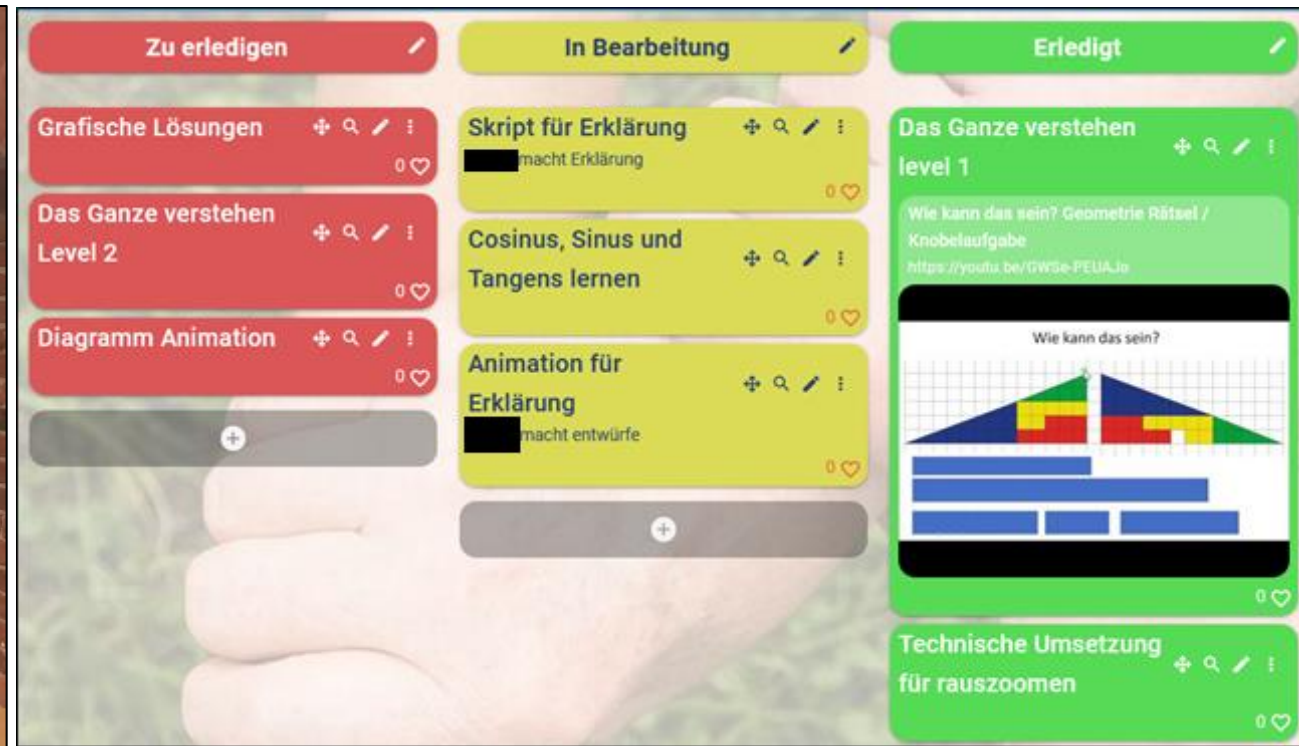 Zu erledigen
Grafische Lösungen
0
Das Ganze verstehen
Level 2
0
Diagramm Animation
0
In Bearbeitung
Skript für Erklärung
macht Erklärung
0
Cosinus, Sinus und
Tangens lernen
0
Animation für
Erklärung
macht entwürfe
0
Erledigt
Das Ganze verstehen
level 1
Wie kann das sein? Geometrie Rätsel /
Knobelaufgabe
https://youtu.be/GWSe-PEUAJo
Wie kann das sein?
0
Technische Umsetzung
für rauszoomen
0